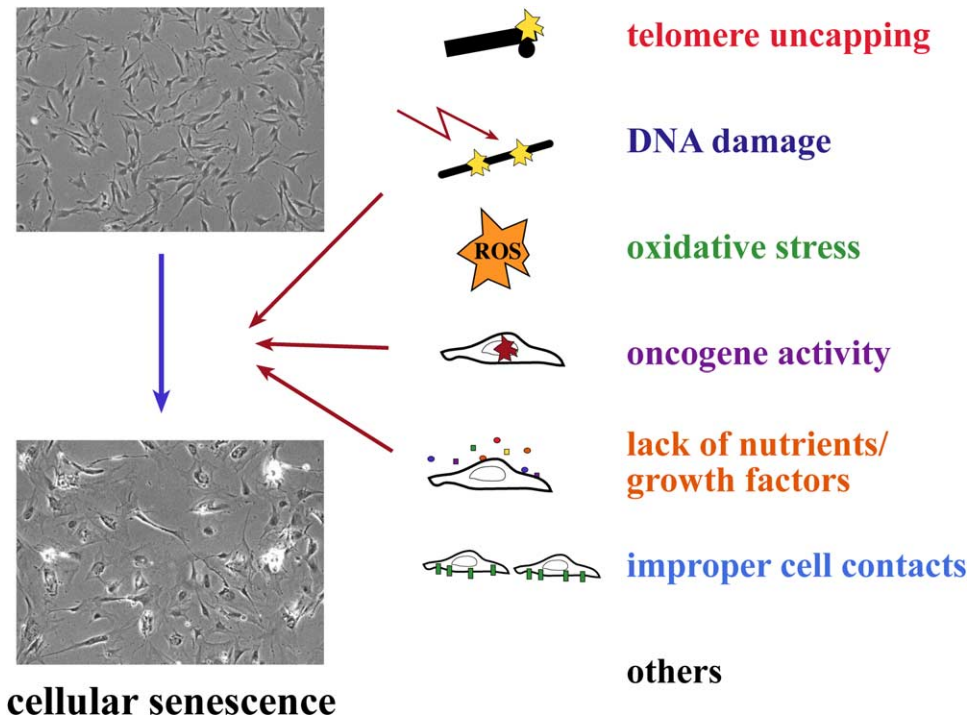 telomere uncapping
DNA damage
ROS
oxidative stress
oncogene activity
lack of nutrients/
growth factors
improper cell contacts
others
cellular senescence